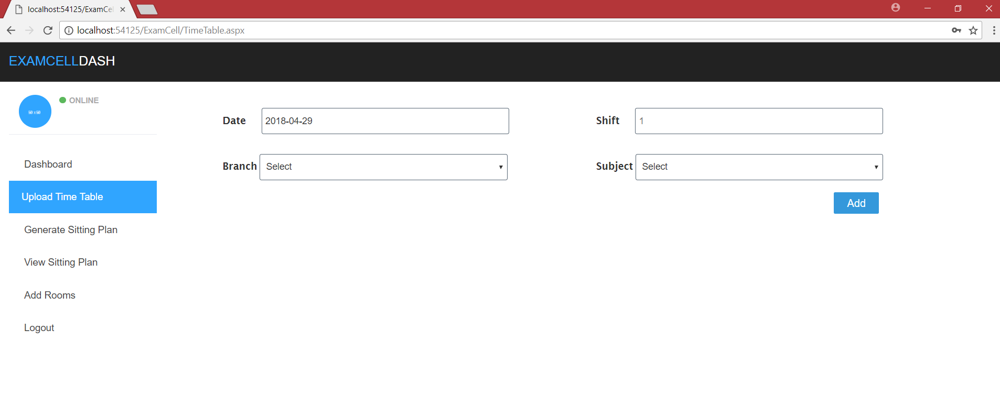 localhost:54125/ExamCel
localhost:54125/ExamCell/TimeTable.aspx
EXAMCELLDASH
50 x 50
ONLINE
Date 2018-04-29 Shift 1
Branch Select Subject Select
Add
Dashboard
Upload Time Table
Generate Sitting Plan
View Sitting Plan
Add Rooms
Logout